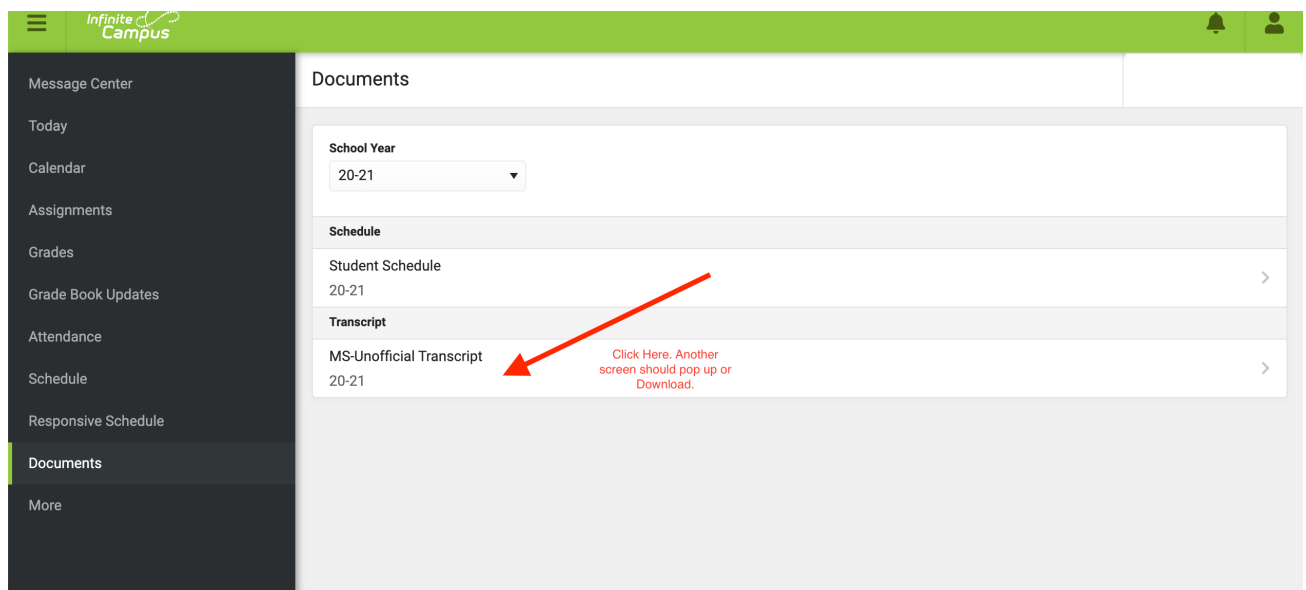 Infinite
Campus
Message Center
Today
Calendar
Assignments
Grades
Grade Book Updates
Attendance
Schedule
Responsive Schedule
Documents
More
Documents
School Year
20-21
Schedule
Student Schedule
20-21
Transcript
MS-Unofficial Transcript
20-21
Click Here. Another
screen should pop up or
Download.